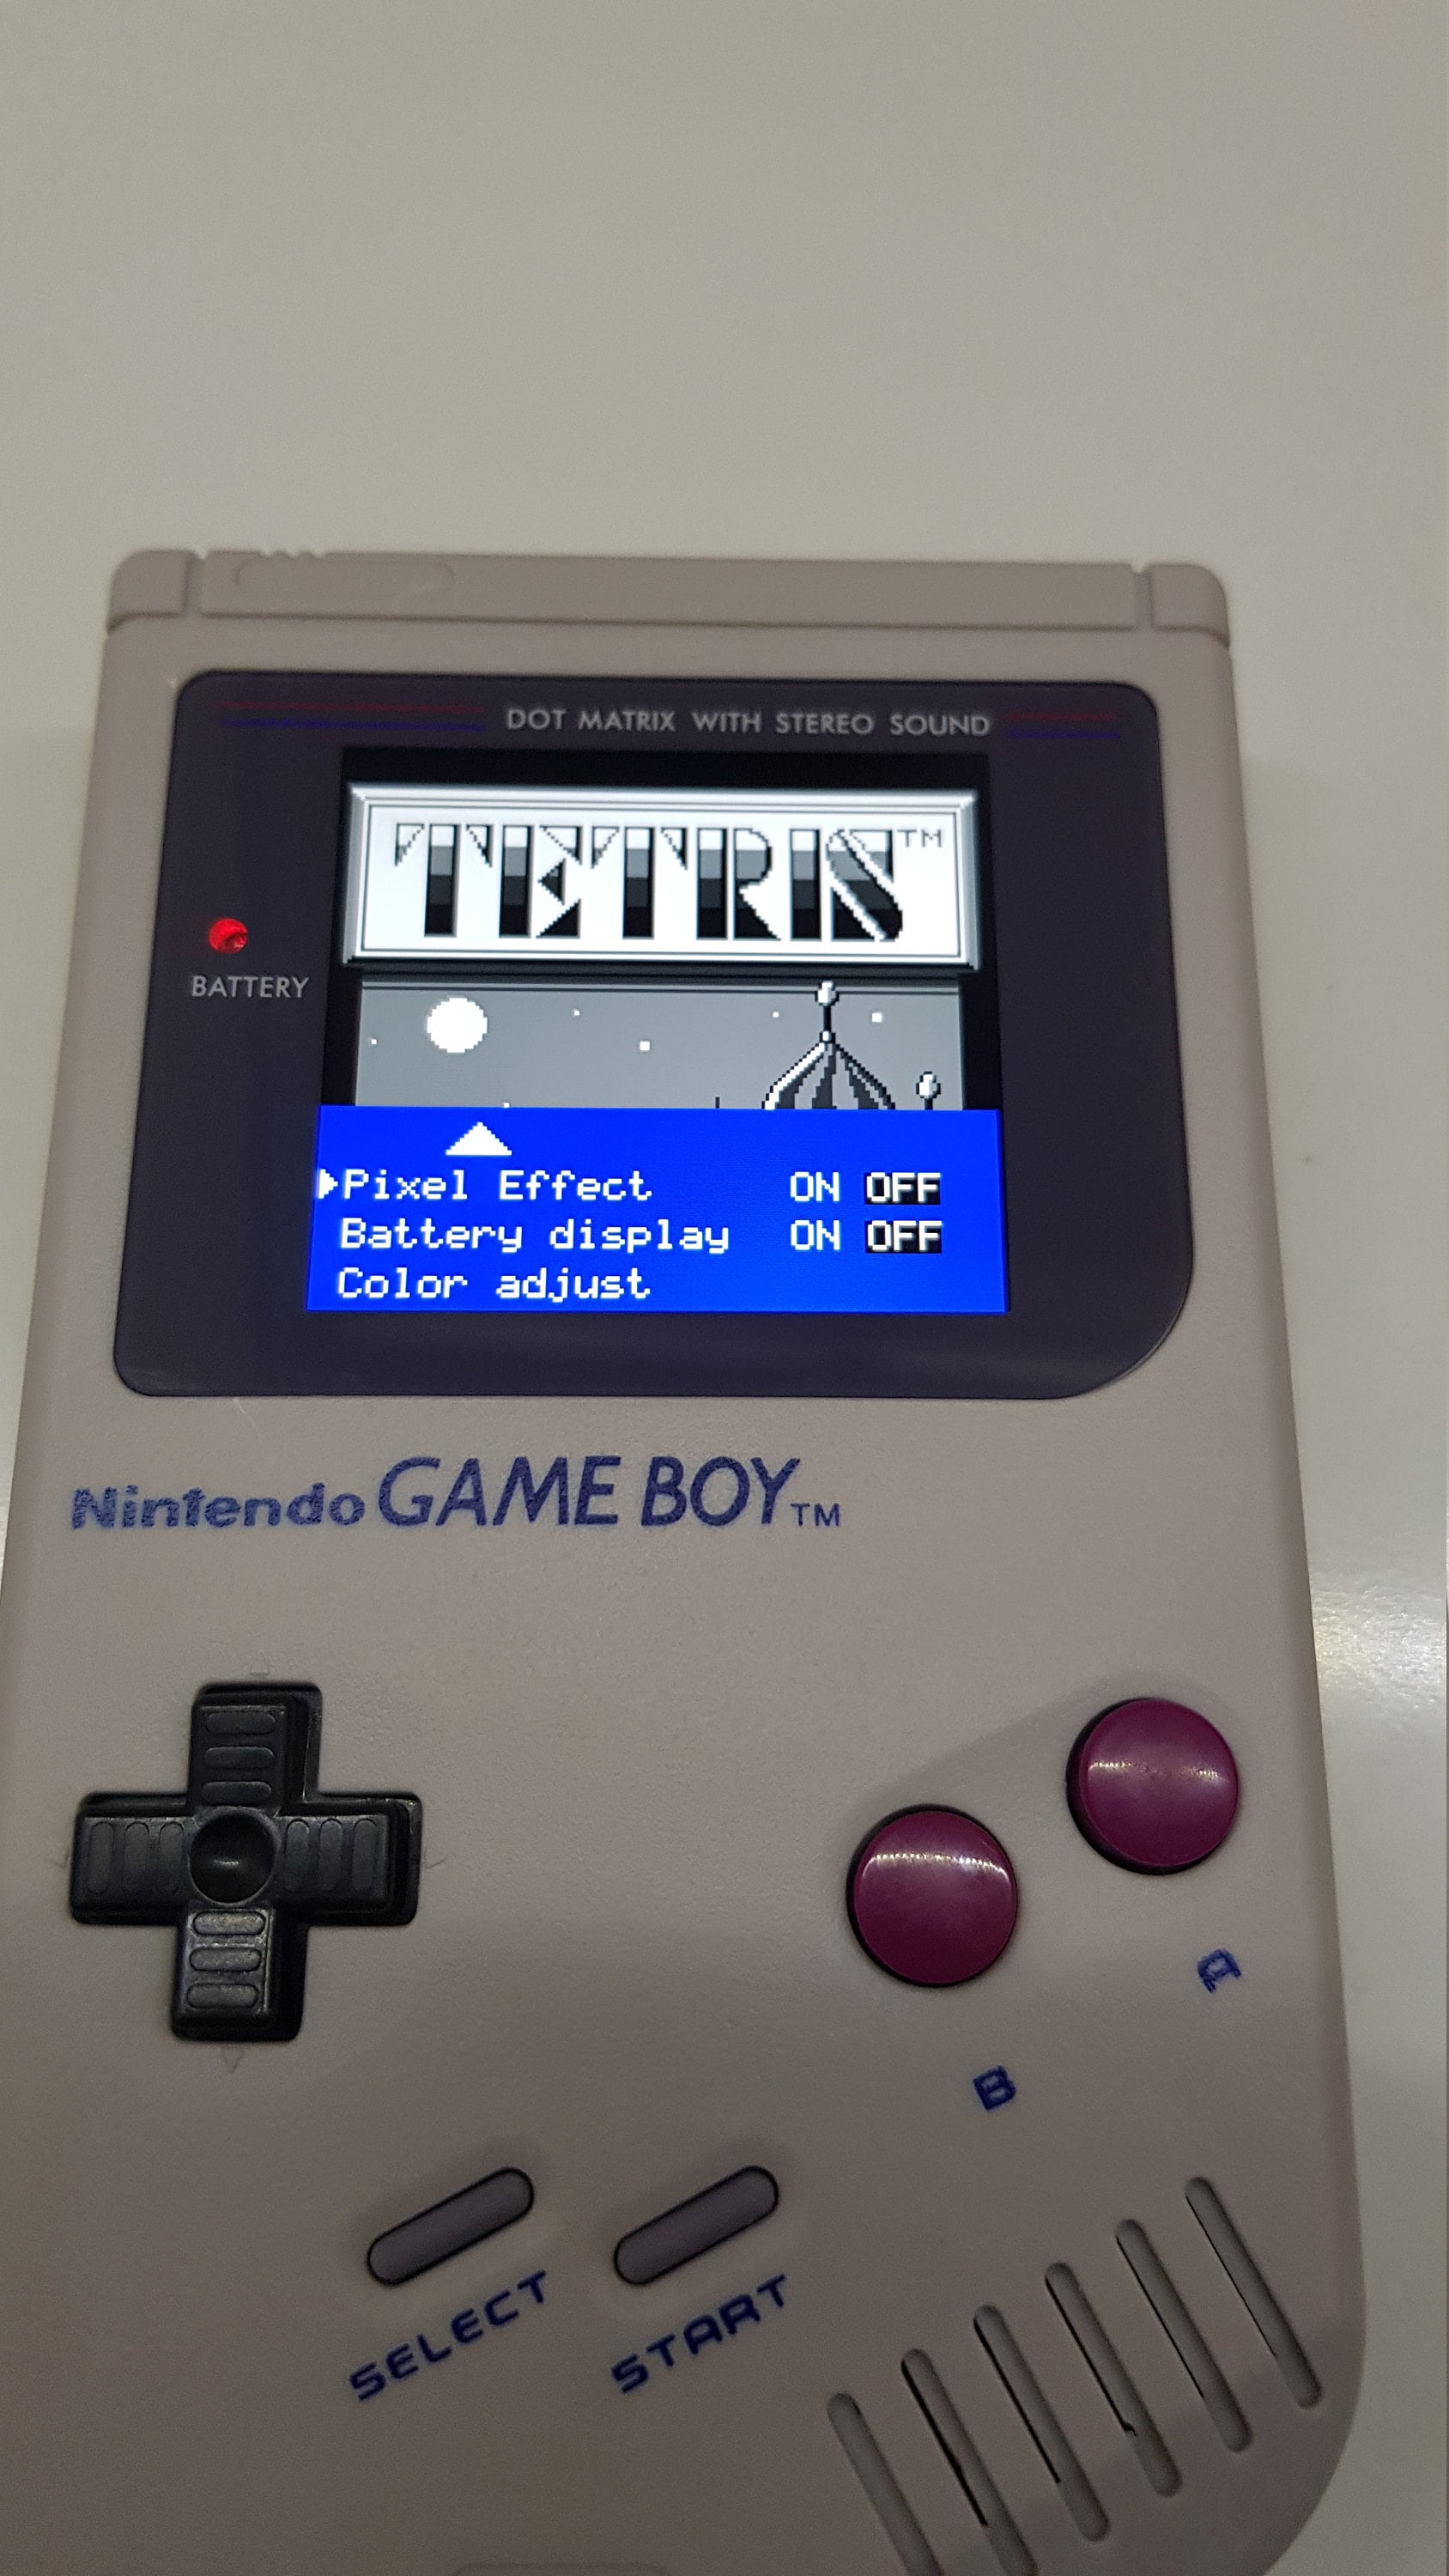 DOT MATRIX WITH STEREO SOUND
TETRIS™
BATTERY
Pixel Effect ON OFF
Battery display ON OFF
Color adjust
Nintendo GAME BOY™
A
B
SELECT START